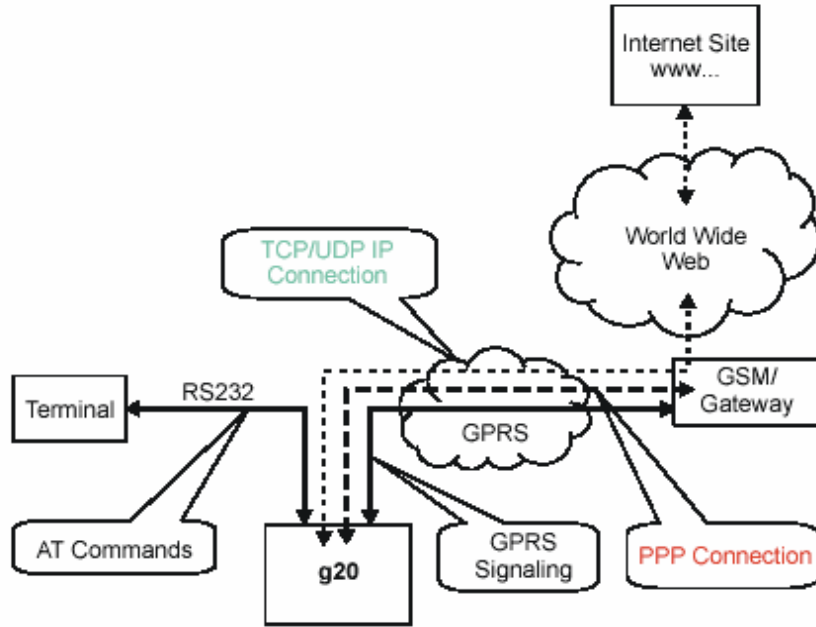 Internet Site
www...
World Wide
Web
TCP/UDP IP
Connection
RS232
Terminal
GSM/
Gateway
GPRS
AT Commands
g20
GPRS
Signaling
PPP Connection